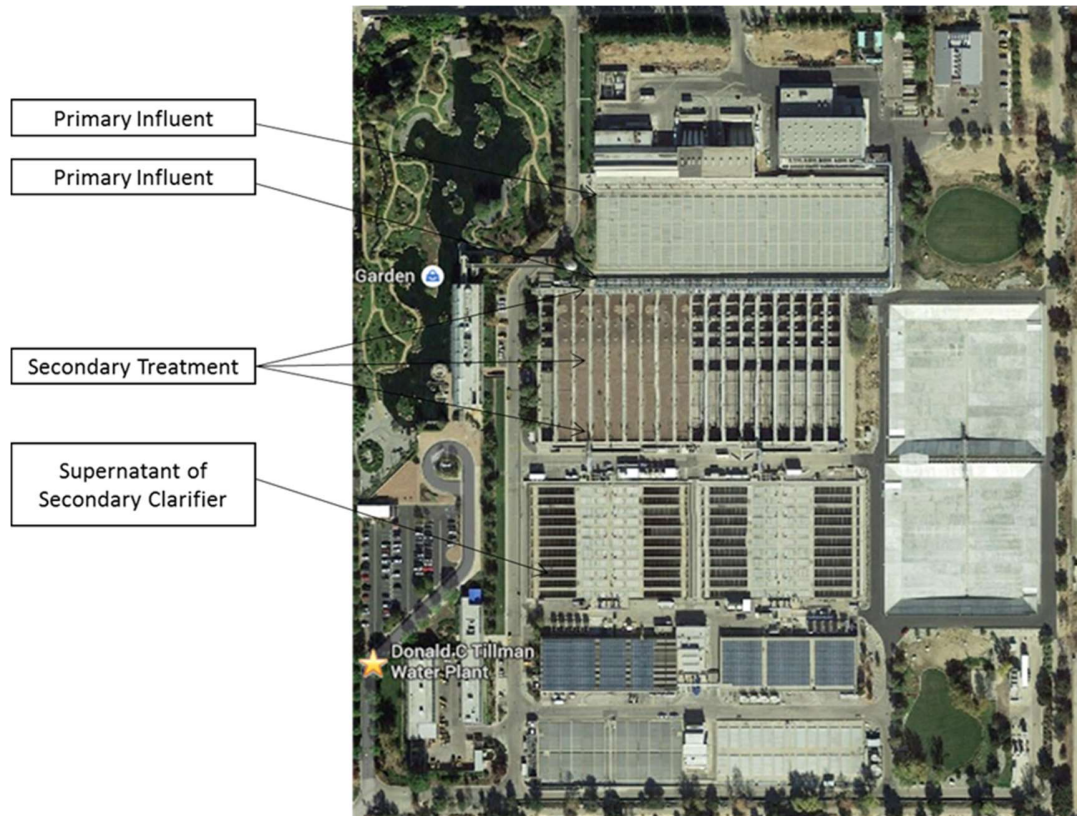 Primary Influent
Primary Influent
Garden
Secondary Treatment
Supernatant of
Secondary Clarifier
Donald C Tillman
Water Plant